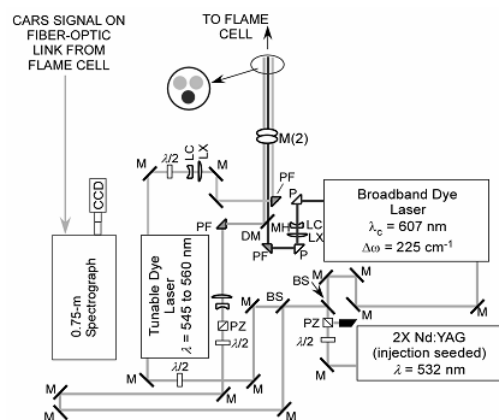 CARS SIGNAL ON
FIBER-OPTIC
LINK FROM
FLAME CELL
TO FLAME
CELL
M(2)
M
λ/2
LC
LX
M
PF
P
CCD
PF
DM
MH
LC
LX
PF
P
Broadband Dye
Laser
λc = 607 nm
Δω = 225 cm-1
0.75-m
Spectrograph
Tunable Dye
Laser
λ = 545 to 560 nm
PZ
λ/2
M
BS
BS
M
M
M
M
PZ
λ/2
2X Nd:YAG
(injection seeded)
λ = 532 nm
M
λ/2
M
M
M
M
M